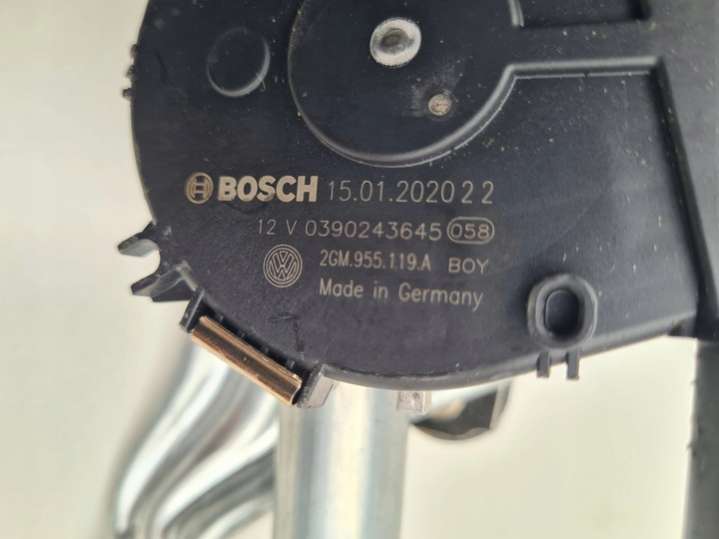 BOSCH 15.01.2020 2 2
12 V 0390243645 058
2GM.955.119.A BOY
Made in Germany